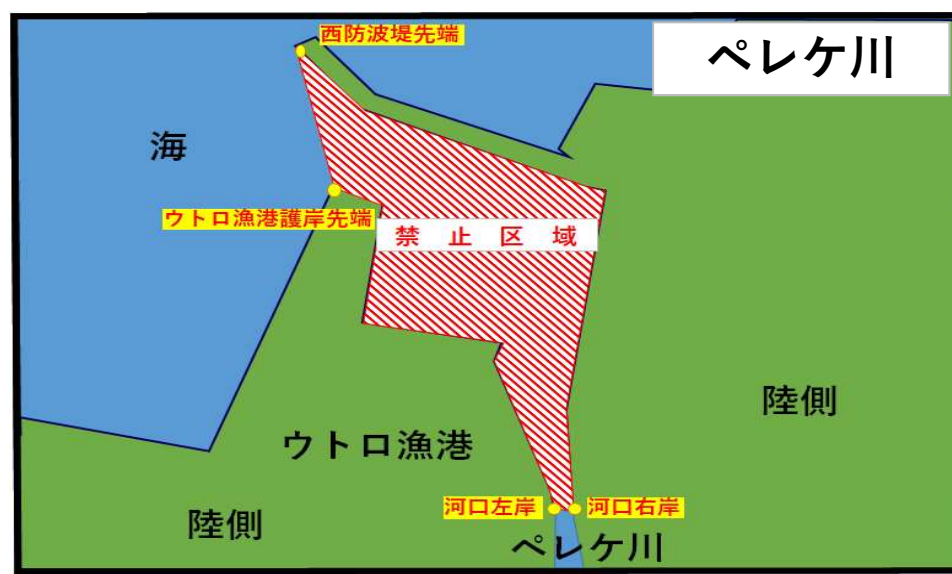 西防波堤先端
ペレケ川
海
ウトロ漁港護岸先端
禁止区域
陸側
ウトロ漁港
河口左岸
河口右岸
陸側
ペレケ川